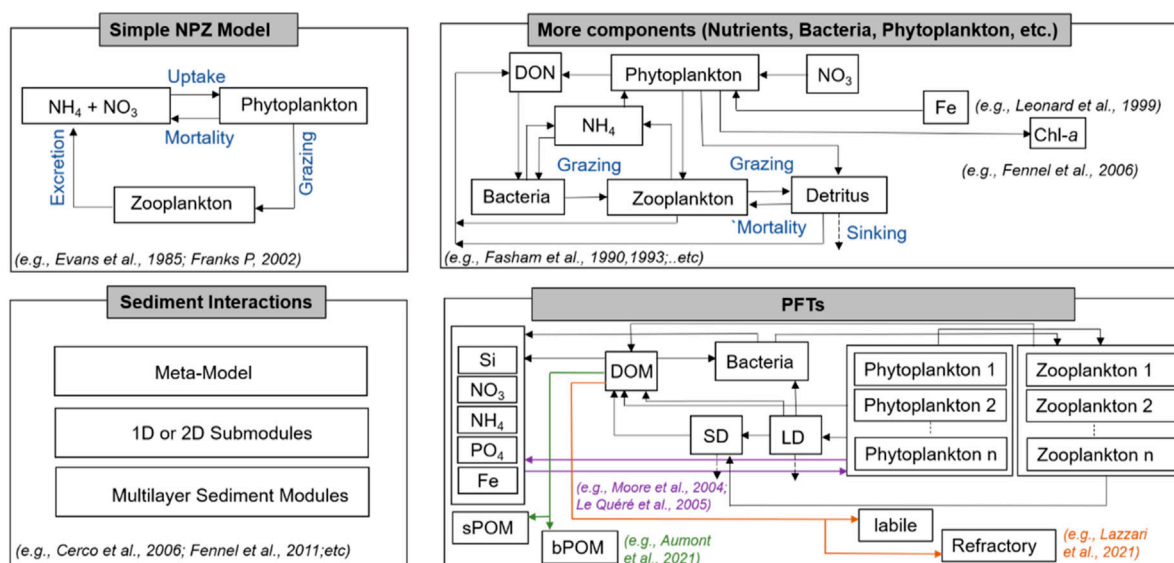 Simple NPZ Model
Uptake
NH₄ + NO₃
Phytoplankton
Mortality
Excretion
Grazing
Zooplankton
(e.g., Evans et al., 1985; Franks P, 2002)
More components (Nutrients, Bacteria, Phytoplankton, etc.)
DON
Phytoplankton
NO₃
Fe
(e.g., Leonard et al., 1999)
NH₄
Chl-a
Grazing
Grazing
(e.g., Fennel et al., 2006)
Bacteria
Zooplankton
Detritus
`Mortality
Sinking
(e.g., Fasham et al., 1990,1993;..etc)
Sediment Interactions
Meta-Model
1D or 2D Submodules
Multilayer Sediment Modules
(e.g., Cerco et al., 2006; Fennel et al., 2011;etc)
PFTs
Si
NO₃
NH₄
PO₄
Fe
DOM
Bacteria
SD
LD
Phytoplankton 1
Phytoplankton 2
Phytoplankton n
Zooplankton 1
Zooplankton 2
Zooplankton n
(e.g., Moore et al., 2004;
Le Quéré et al., 2005)
sPOM
bPOM
(e.g., Aumont
et al., 2021)
labile
Refractory
(e.g., Lazzari
et al., 2021)